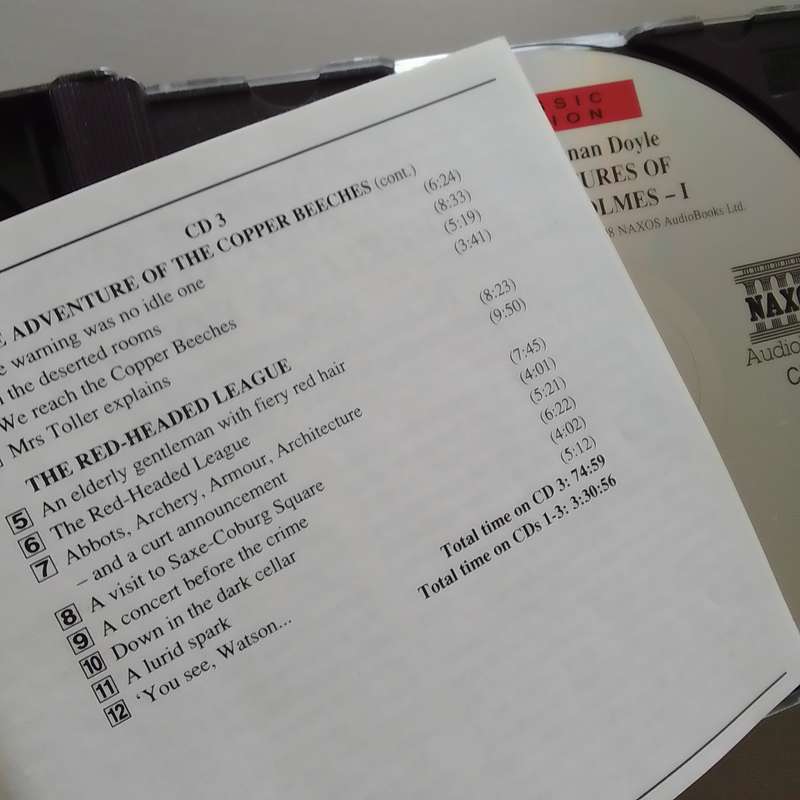 CD 3
ADVENTURE OF THE COPPER BEECHES (cont.)
warning was no idle one (6:24)
the deserted rooms (8:33)
We reach the Copper Beeches (5:19)
Mrs Toller explains (3:41)
THE RED-HEADED LEAGUE
5 An elderly gentleman with fiery red hair (8:23)
6 The Red-Headed League (9:50)
7 Abbots, Archery, Armour, Architecture
– and a curt announcement (7:45)
8 A visit to Saxe-Coburg Square (4:01)
9 A concert before the crime (5:21)
10 Down in the dark cellar (6:22)
11 A lurid spark (4:02)
12 ‘You see, Watson... (5:12)
Total time on CD 3: 74:59
Total time on CDs 1-3: 3:30:56
SIC
ION
nan Doyle
URES OF
LMES – I
8 NAXOS AudioBooks Ltd.
NAXO
Audio